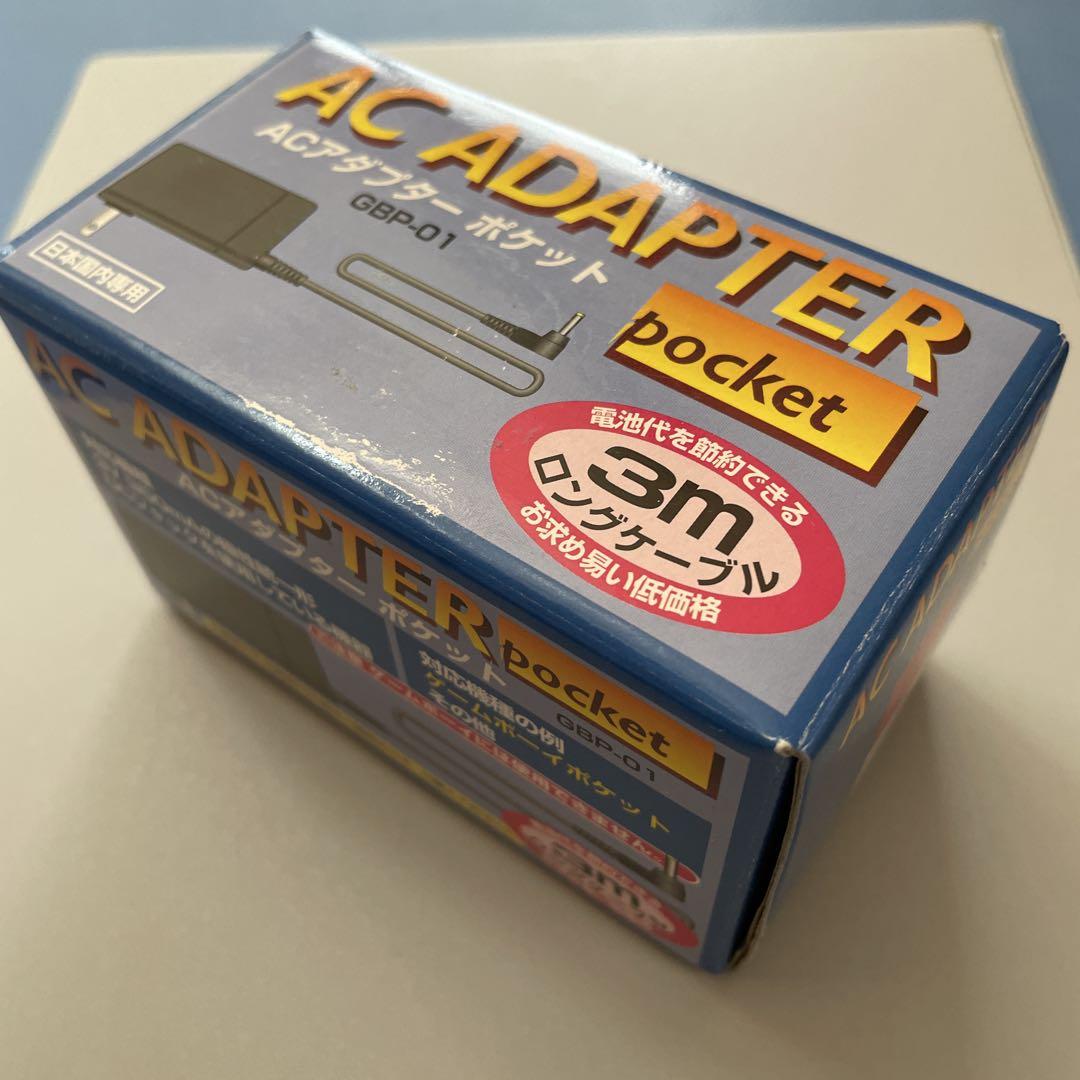 AC ADAPTER
ACアダプター ポケット
GBP-01
pocket
日本国内専用
電池代を節約できる
3m
ロングケーブル
お求め易い低価格
AC ADAPTER
ACアダプター ポケット
pocket
GBP-01
対応機種の例
ゲームボーイポケット
その他
3m
AC ADAPTER